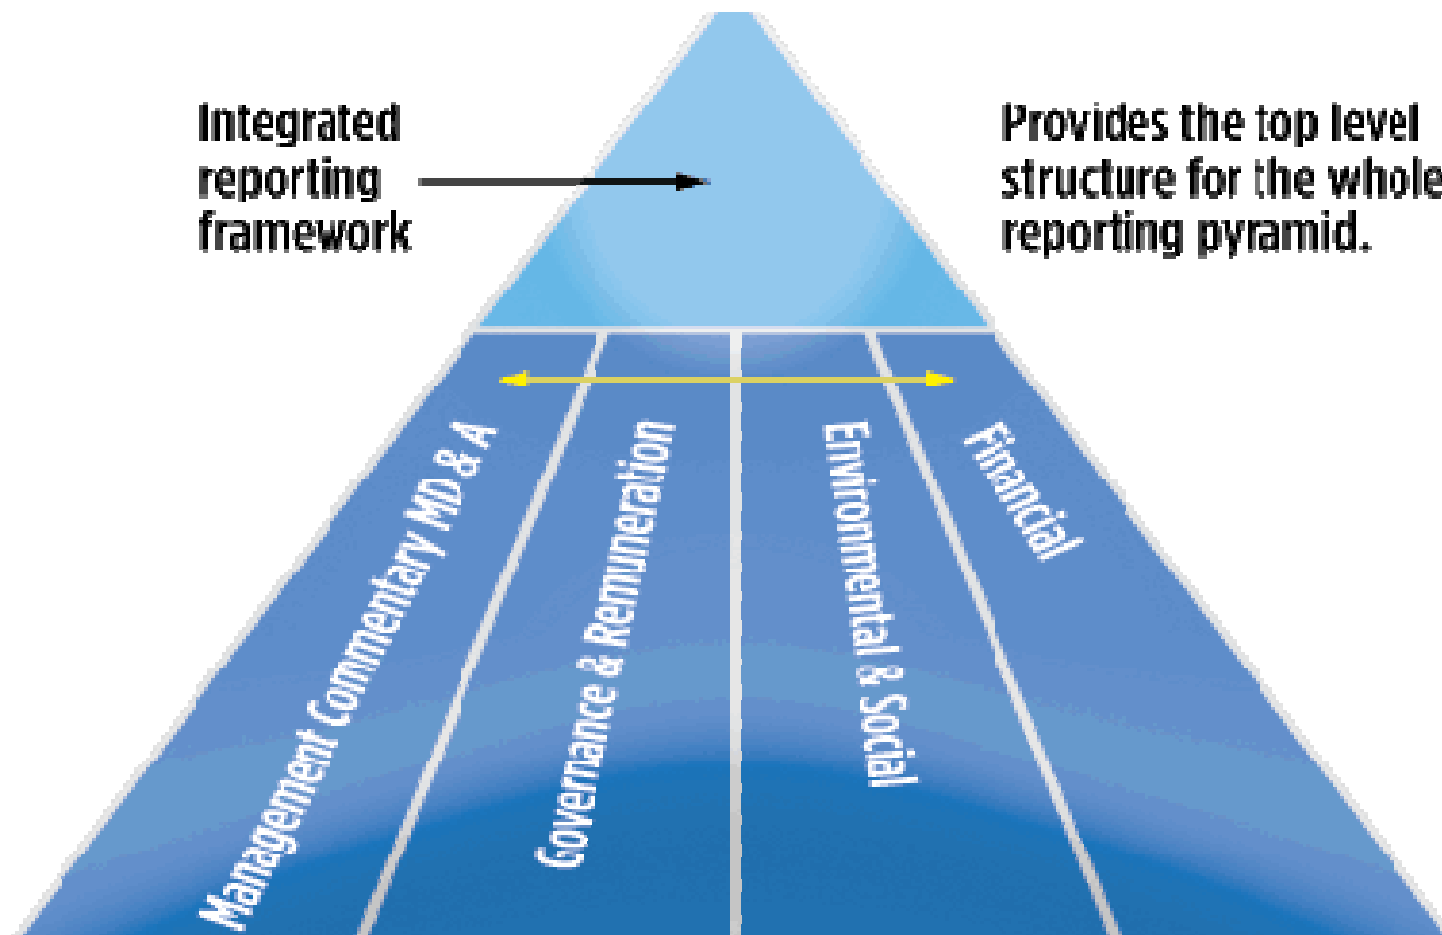 Integrated
reporting
framework
Provides the top level
structure for the whole
reporting pyramid.
Management Commentary MD & A
Governance & Remuneration
Environmental & Social
Financial